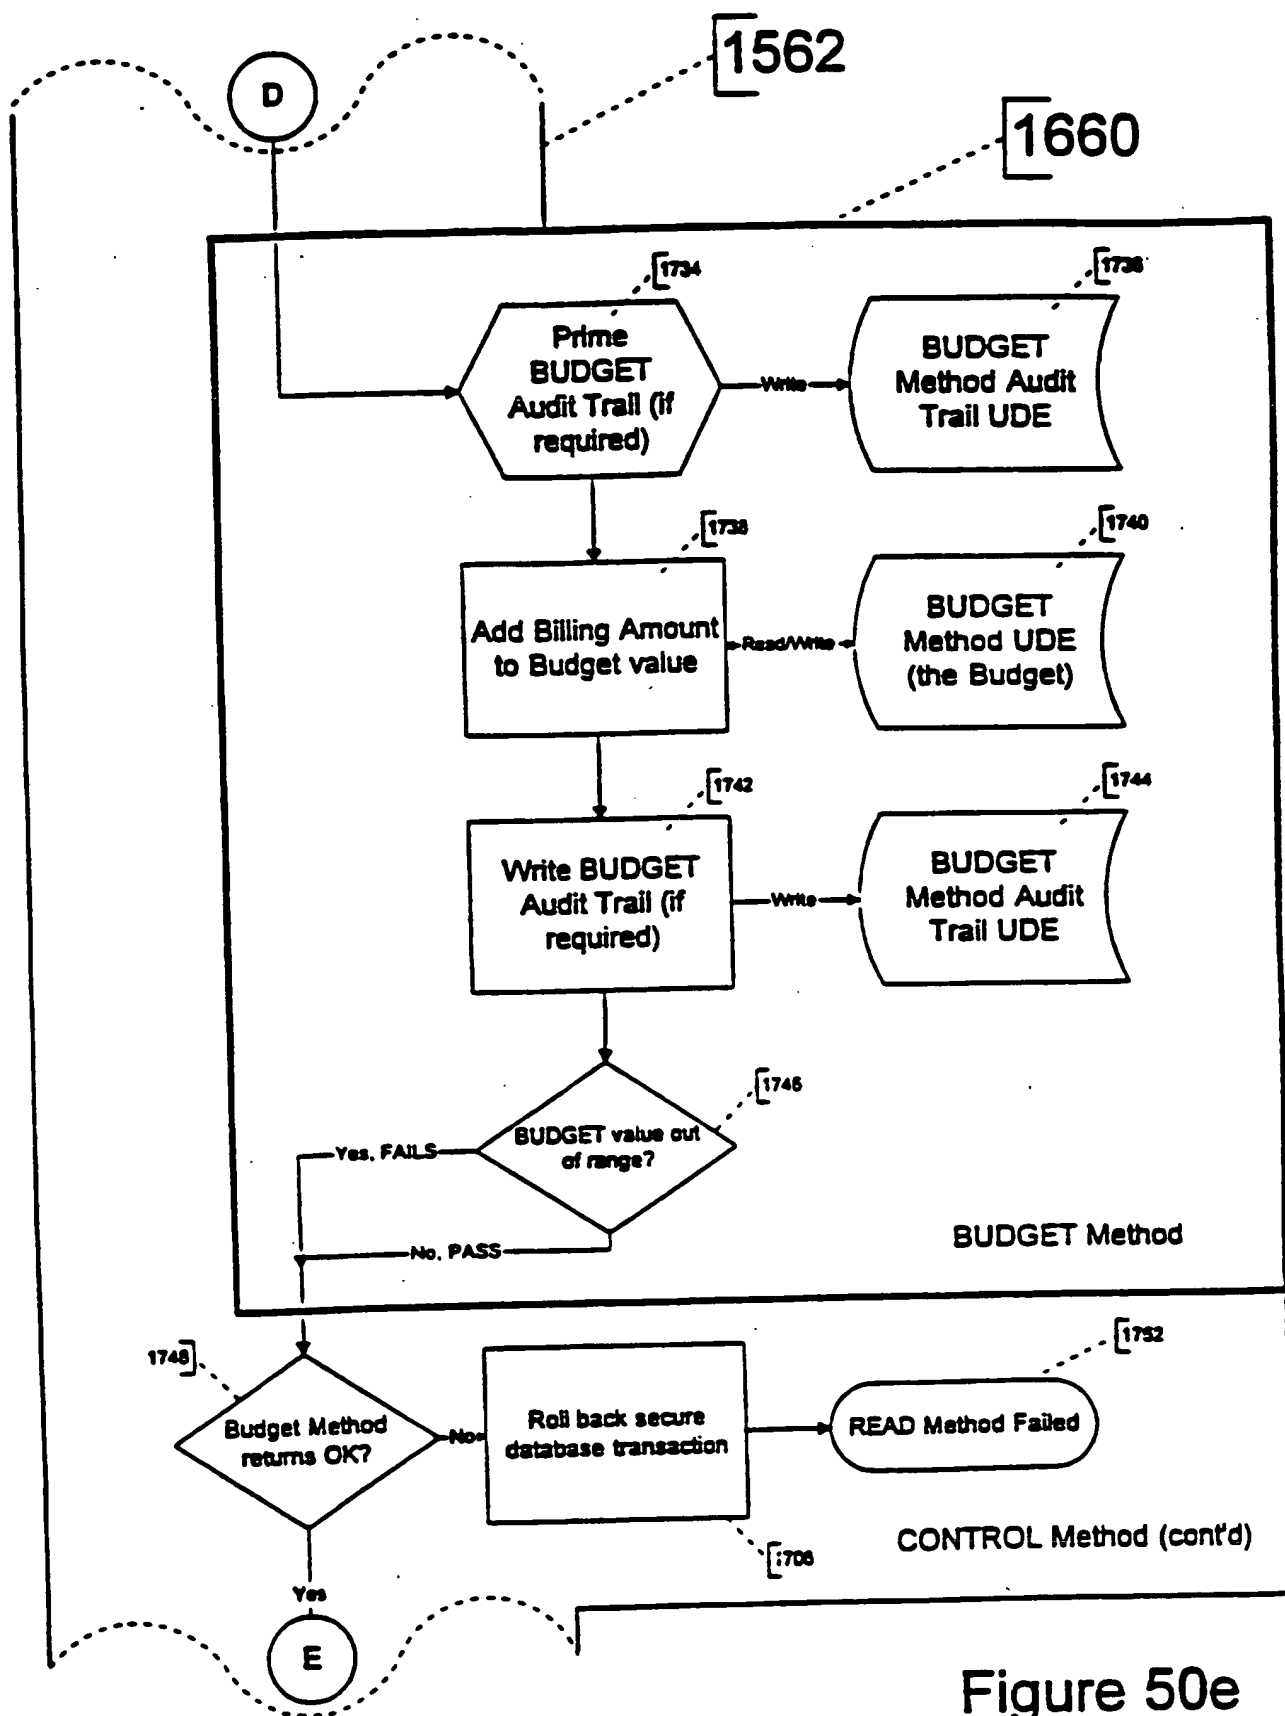 1562
D
1660
1734
1736
Prime
BUDGET
Audit Trail (if
required)
Write
BUDGET
Method Audit
Trail UDE
1738
1740
Add Billing Amount
to Budget value
Read/Write
BUDGET
Method UDE
(the Budget)
1742
1744
Write BUDGET
Audit Trail (if
required)
Write
BUDGET
Method Audit
Trail UDE
1746
BUDGET value out
of range?
Yes, FAILS
No, PASS
BUDGET Method
1748
1752
Budget Method
returns OK?
No
Roll back secure
database transaction
READ Method Failed
CONTROL Method (cont'd)
Yes
E
Figure 50e